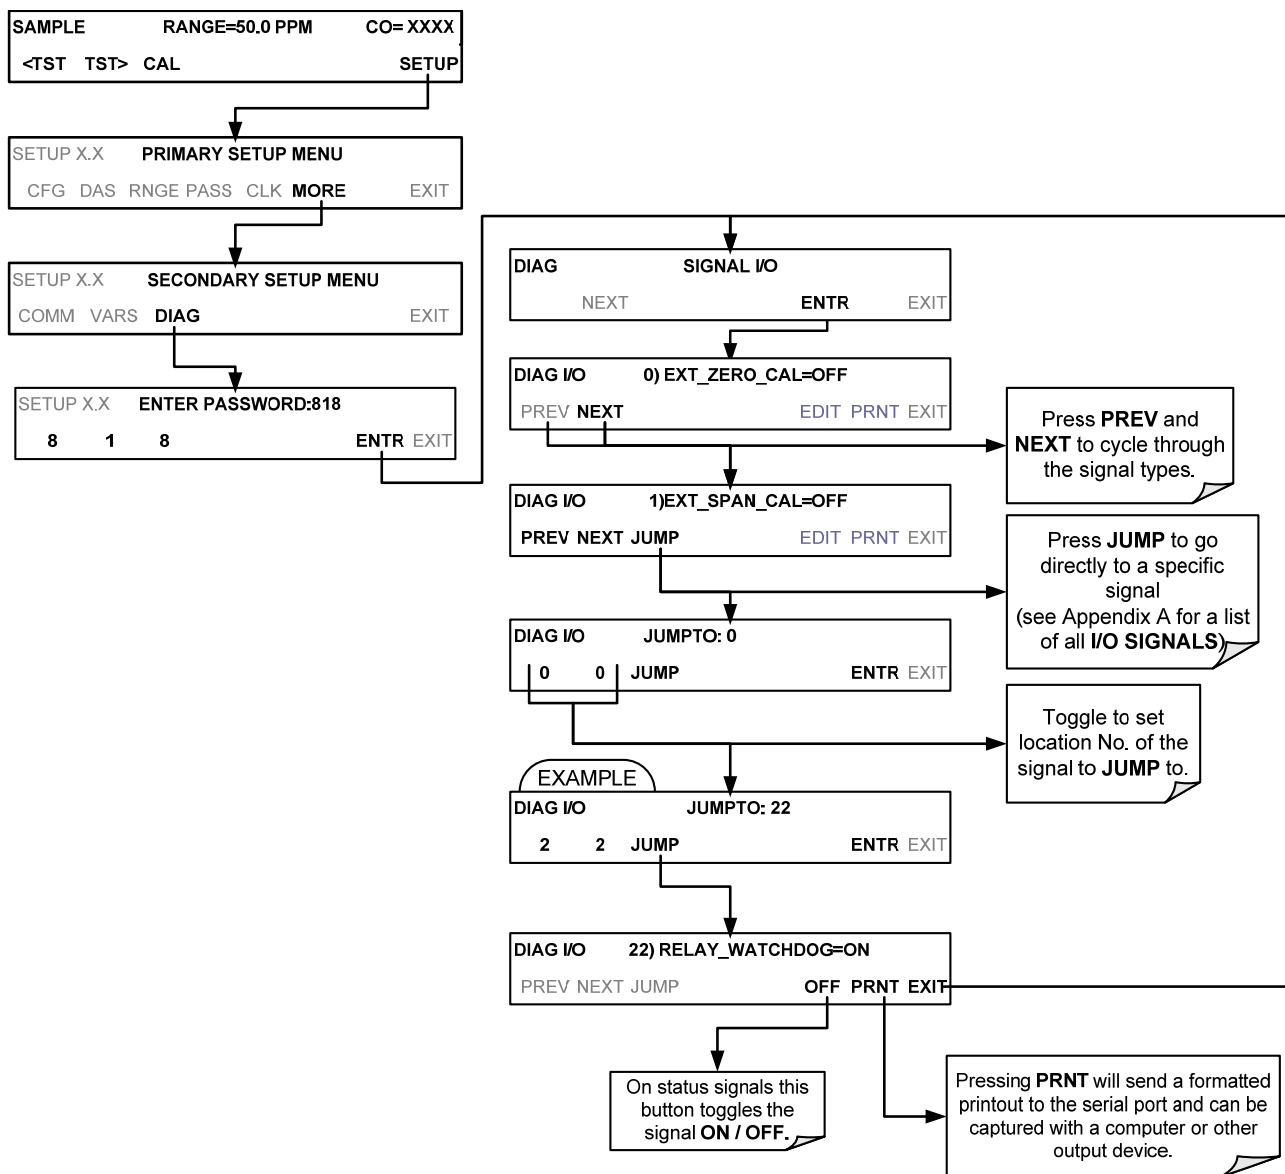 SAMPLE RANGE=50.0 PPM CO= XXXX
<TST TST> CAL SETUP
SETUP X.X PRIMARY SETUP MENU
CFG DAS RNGE PASS CLK MORE EXIT
SETUP X.X SECONDARY SETUP MENU
COMM VARS DIAG EXIT
SETUP X.X ENTER PASSWORD:818
8 1 8 ENTR EXIT
DIAG SIGNAL I/O
NEXT ENTR EXIT
DIAG I/O 0) EXT_ZERO_CAL=OFF
PREV NEXT EDIT PRNT EXIT
Press PREV and
NEXT to cycle through
the signal types.
DIAG I/O 1)EXT_SPAN_CAL=OFF
PREV NEXT JUMP EDIT PRNT EXIT
Press JUMP to go
directly to a specific
signal
(see Appendix A for a list
of all I/O SIGNALS)
DIAG I/O JUMPTO: 0
0 0 JUMP ENTR EXIT
Toggle to set
location No. of the
signal to JUMP to.
EXAMPLE
DIAG I/O JUMPTO: 22
2 2 JUMP ENTR EXIT
DIAG I/O 22) RELAY_WATCHDOG=ON
PREV NEXT JUMP OFF PRNT EXIT
On status signals this
button toggles the
signal ON / OFF.
Pressing PRNT will send a formatted
printout to the serial port and can be
captured with a computer or other
output device.